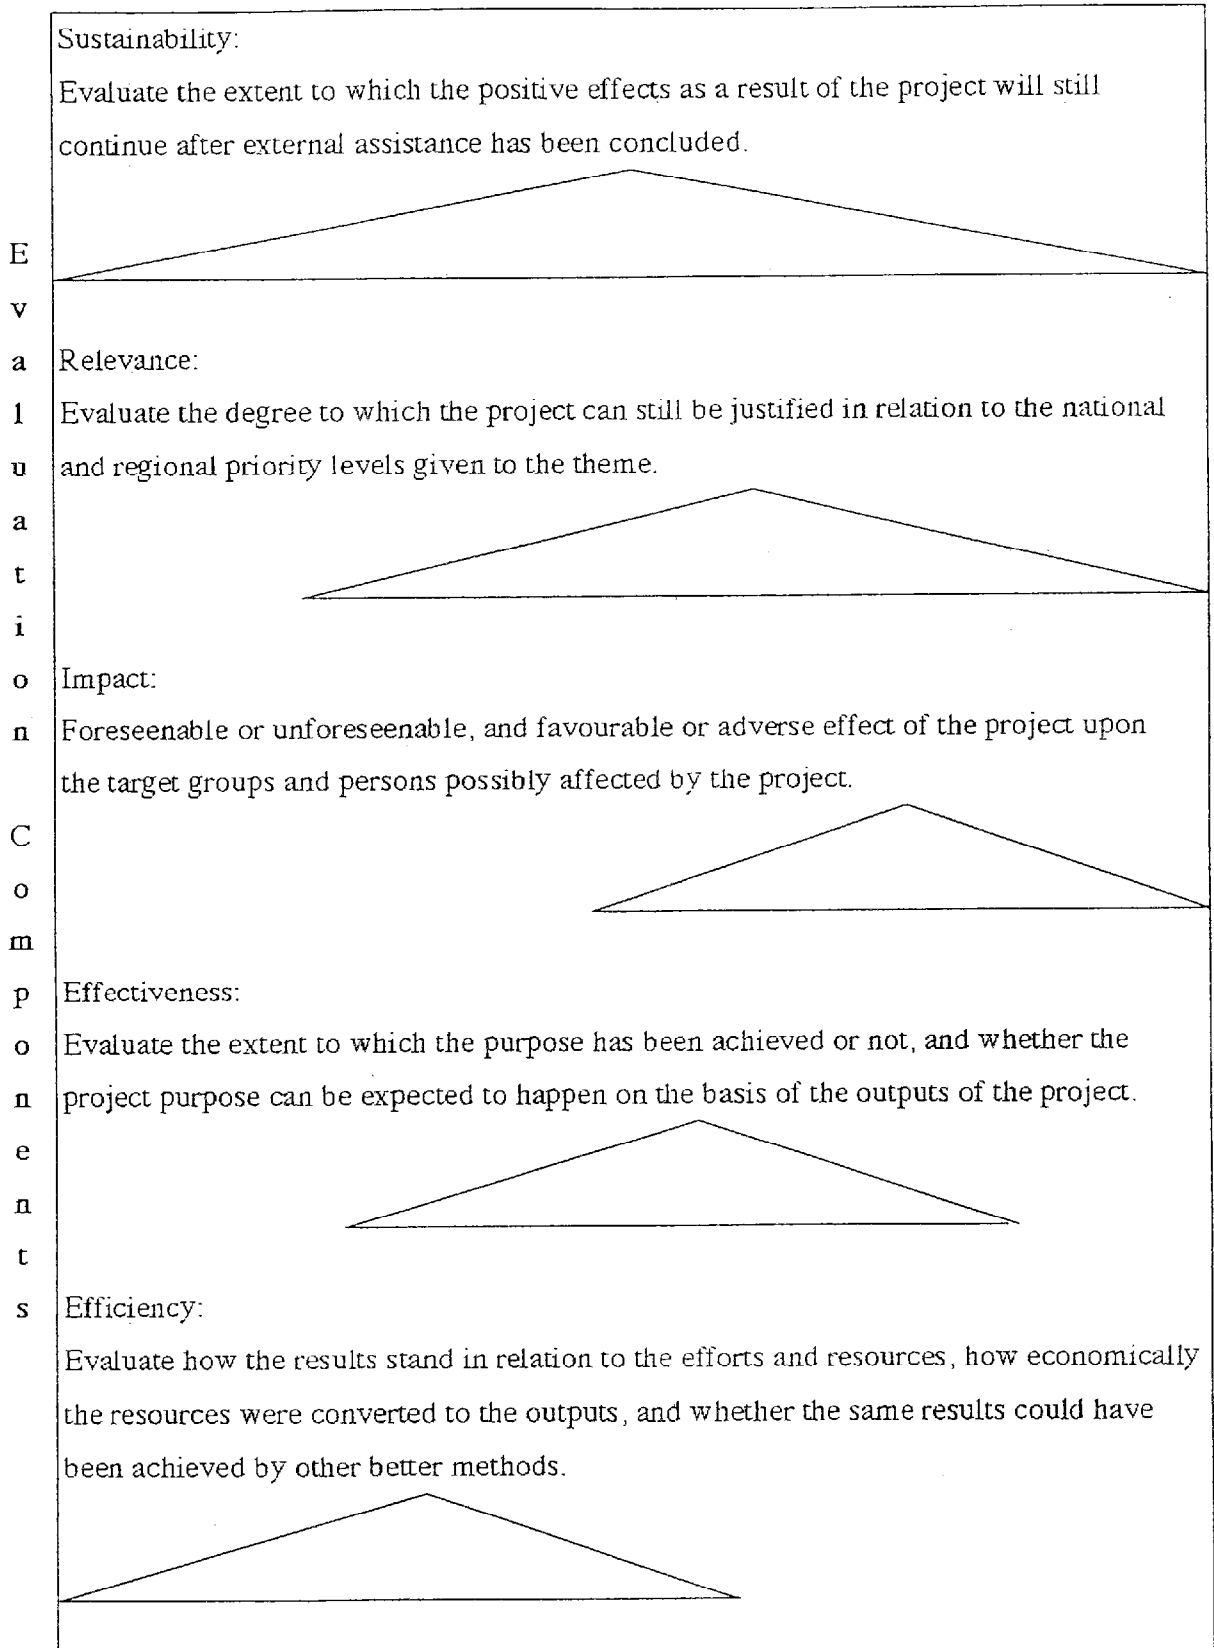 Evaluation Components
Sustainability:
Evaluate the extent to which the positive effects as a result of the project will still
continue after external assistance has been concluded.
Relevance:
Evaluate the degree to which the project can still be justified in relation to the national
and regional priority levels given to the theme.
Impact:
Foreseenable or unforeseenable, and favourable or adverse effect of the project upon
the target groups and persons possibly affected by the project.
Effectiveness:
Evaluate the extent to which the purpose has been achieved or not, and whether the
project purpose can be expected to happen on the basis of the outputs of the project.
Efficiency:
Evaluate how the results stand in relation to the efforts and resources, how economically
the resources were converted to the outputs, and whether the same results could have
been achieved by other better methods.